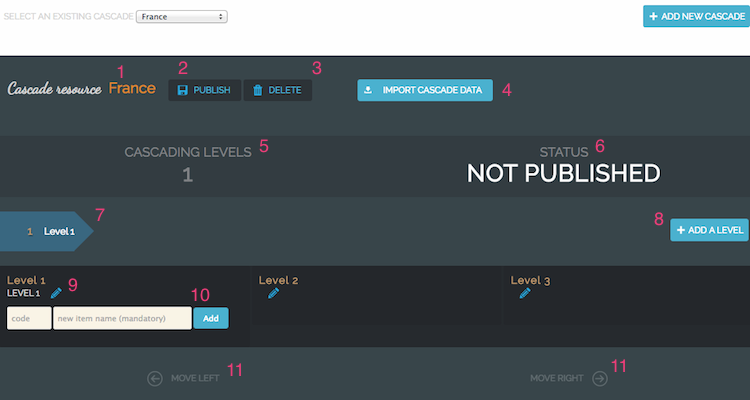 SELECT AN EXISTING CASCADE France + ADD NEW CASCADE
1 2 3
Cascade resource France PUBLISH DELETE IMPORT CASCADE DATA 4
CASCADING LEVELS 5 STATUS 6
1 NOT PUBLISHED
7 8
1 Level 1 + ADD A LEVEL
Level 1 Level 2 Level 3
LEVEL 1 9 10
code new item name (mandatory) Add
MOVE LEFT 11 MOVE RIGHT 11